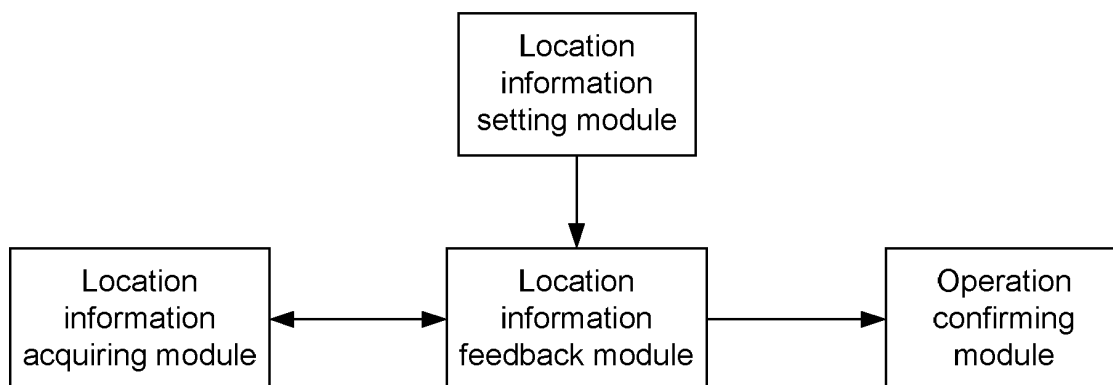 Location
information
setting module
Location
information
acquiring module
Location
information
feedback module
Operation
confirming
module